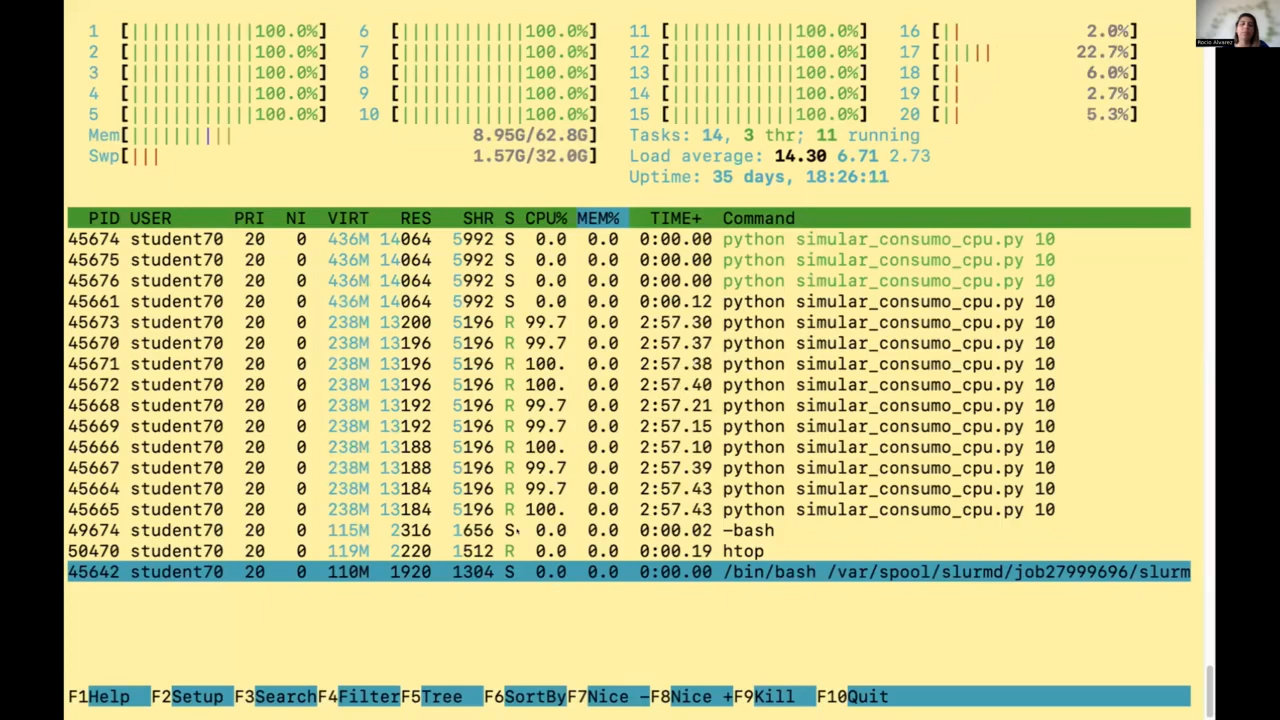 1 [||||||||||||100.0%] 6 [||||||||||||100.0%] 11 [||||||||||||100.0%] 16 [|| 2.0%]
2 [||||||||||||100.0%] 7 [||||||||||||100.0%] 12 [||||||||||||100.0%] 17 [||||| 22.7%]
3 [||||||||||||100.0%] 8 [||||||||||||100.0%] 13 [||||||||||||100.0%] 18 [|| 6.0%]
4 [||||||||||||100.0%] 9 [||||||||||||100.0%] 14 [||||||||||||100.0%] 19 [|| 2.7%]
5 [||||||||||||100.0%] 10 [||||||||||||100.0%] 15 [||||||||||||100.0%] 20 [|| 5.3%]
Mem[|||||||||| 8.95G/62.8G] Tasks: 14, 3 thr; 11 running
Swp[||| 1.57G/32.0G] Load average: 14.30 6.71 2.73
Uptime: 35 days, 18:26:11
PID USER PRI NI VIRT RES SHR S CPU% MEM% TIME+ Command
45674 student70 20 0 436M 14064 5992 S 0.0 0.0 0:00.00 python simular_consumo_cpu.py 10
45675 student70 20 0 436M 14064 5992 S 0.0 0.0 0:00.00 python simular_consumo_cpu.py 10
45676 student70 20 0 436M 14064 5992 S 0.0 0.0 0:00.00 python simular_consumo_cpu.py 10
45661 student70 20 0 436M 14064 5992 S 0.0 0.0 0:00.12 python simular_consumo_cpu.py 10
45673 student70 20 0 238M 13200 5196 R 99.7 0.0 2:57.30 python simular_consumo_cpu.py 10
45670 student70 20 0 238M 13196 5196 R 99.7 0.0 2:57.37 python simular_consumo_cpu.py 10
45671 student70 20 0 238M 13196 5196 R 100. 0.0 2:57.38 python simular_consumo_cpu.py 10
45672 student70 20 0 238M 13196 5196 R 100. 0.0 2:57.40 python simular_consumo_cpu.py 10
45668 student70 20 0 238M 13192 5196 R 99.7 0.0 2:57.21 python simular_consumo_cpu.py 10
45669 student70 20 0 238M 13192 5196 R 99.7 0.0 2:57.15 python simular_consumo_cpu.py 10
45666 student70 20 0 238M 13188 5196 R 100. 0.0 2:57.10 python simular_consumo_cpu.py 10
45667 student70 20 0 238M 13188 5196 R 99.7 0.0 2:57.39 python simular_consumo_cpu.py 10
45664 student70 20 0 238M 13184 5196 R 99.7 0.0 2:57.43 python simular_consumo_cpu.py 10
45665 student70 20 0 238M 13184 5196 R 100. 0.0 2:57.43 python simular_consumo_cpu.py 10
49674 student70 20 0 115M 2316 1656 S 0.0 0.0 0:00.02 -bash
50470 student70 20 0 119M 2220 1512 R 0.0 0.0 0:00.19 htop
45642 student70 20 0 110M 1920 1304 S 0.0 0.0 0:00.00 /bin/bash /var/spool/slurmd/job27999696/slurm
F1Help F2Setup F3SearchF4FilterF5Tree F6SortByF7Nice -F8Nice +F9Kill F10Quit
Rocio Alvarez